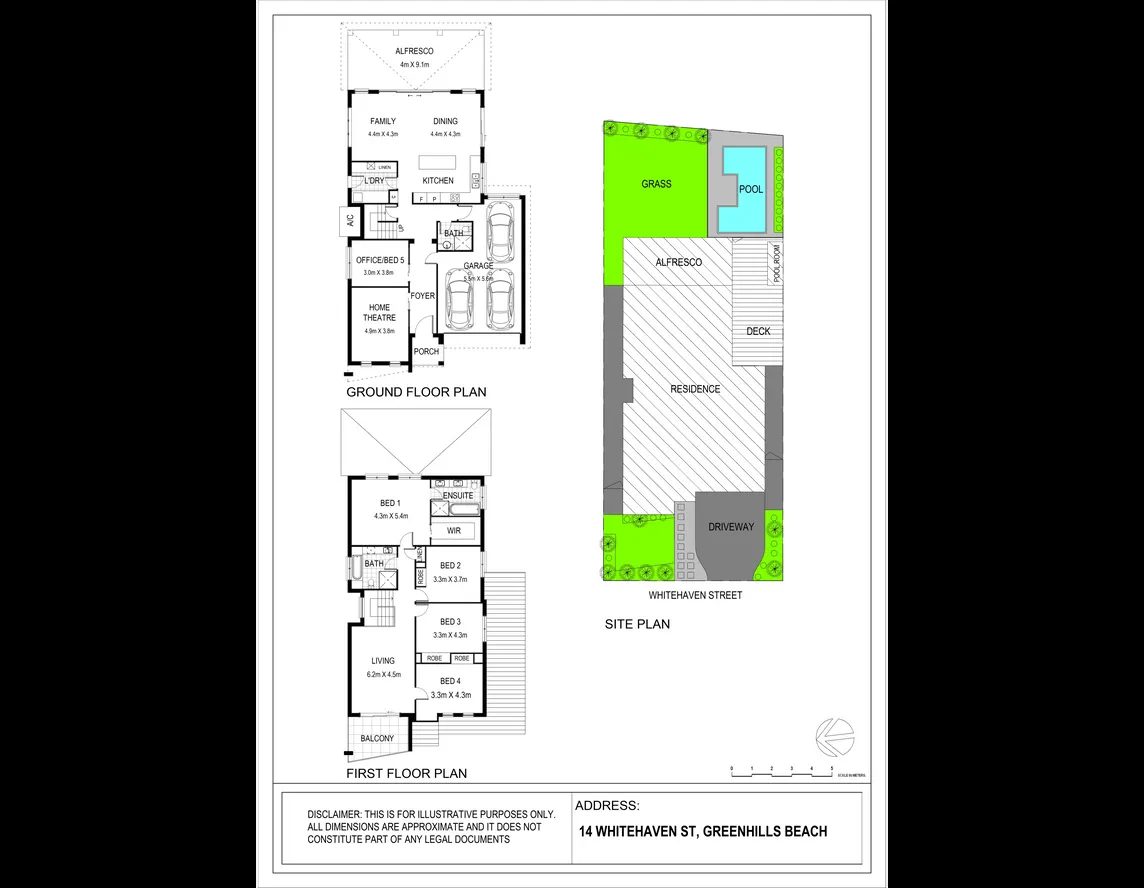 ALFRESCO
4m X 9.1m
FAMILY
4.4m X 4.3m
DINING
4.4m X 4.3m
LINEN
L'DRY
KITCHEN
F
P
A/C
UP
BATH
OFFICE/BED 5
3.0m X 3.8m
GARAGE
5.5m X 5.6m
FOYER
HOME
THEATRE
4.9m X 3.8m
PORCH
GROUND FLOOR PLAN
BED 1
4.3m X 5.4m
ENSUITE
WIR
BATH
LINEN
ROBE
BED 2
3.3m X 3.7m
BED 3
3.3m X 4.3m
ROBE
ROBE
LIVING
6.2m X 4.5m
BED 4
3.3m X 4.3m
BALCONY
FIRST FLOOR PLAN
GRASS
POOL
ALFRESCO
POOL ROOM
DECK
RESIDENCE
DRIVEWAY
WHITEHAVEN STREET
SITE PLAN
0 1 2 3 4 5
SCALE IN METERS
DISCLAIMER: THIS IS FOR ILLUSTRATIVE PURPOSES ONLY.
ALL DIMENSIONS ARE APPROXIMATE AND IT DOES NOT
CONSTITUTE PART OF ANY LEGAL DOCUMENTS
ADDRESS:
14 WHITEHAVEN ST, GREENHILLS BEACH